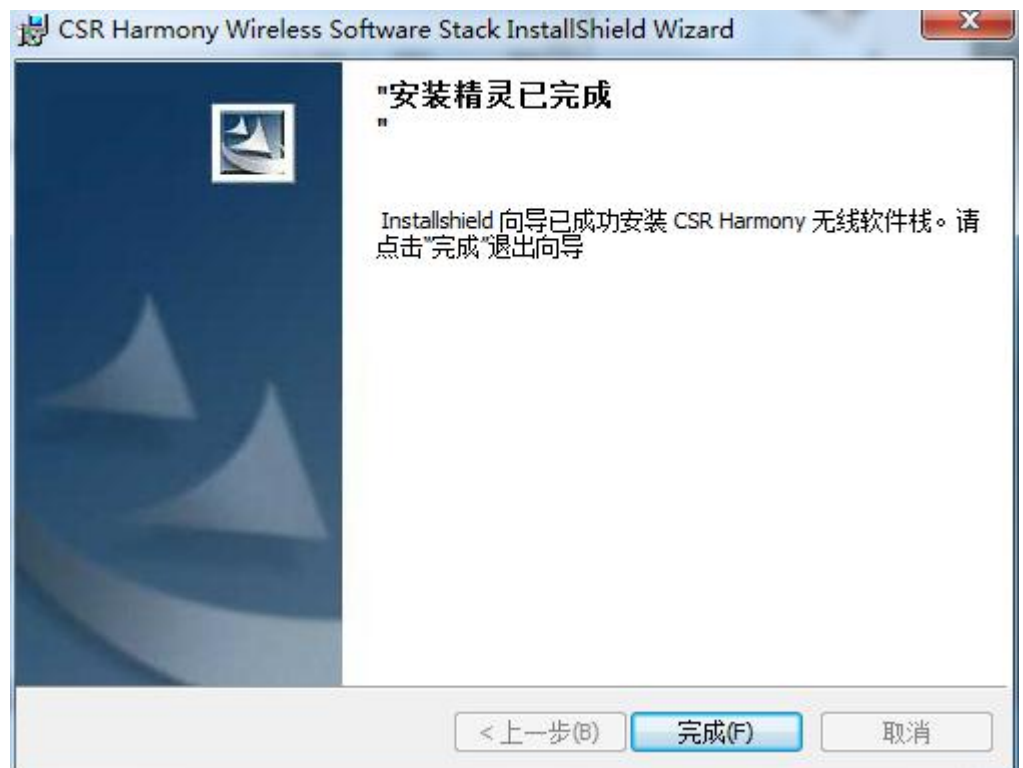 CSR Harmony Wireless Software Stack InstallShield Wizard
"安装精灵已完成
"
Installshield 向导已成功安装 CSR Harmony 无线软件栈。请
点击"完成"退出向导
<上一步(B)
完成(F)
取消